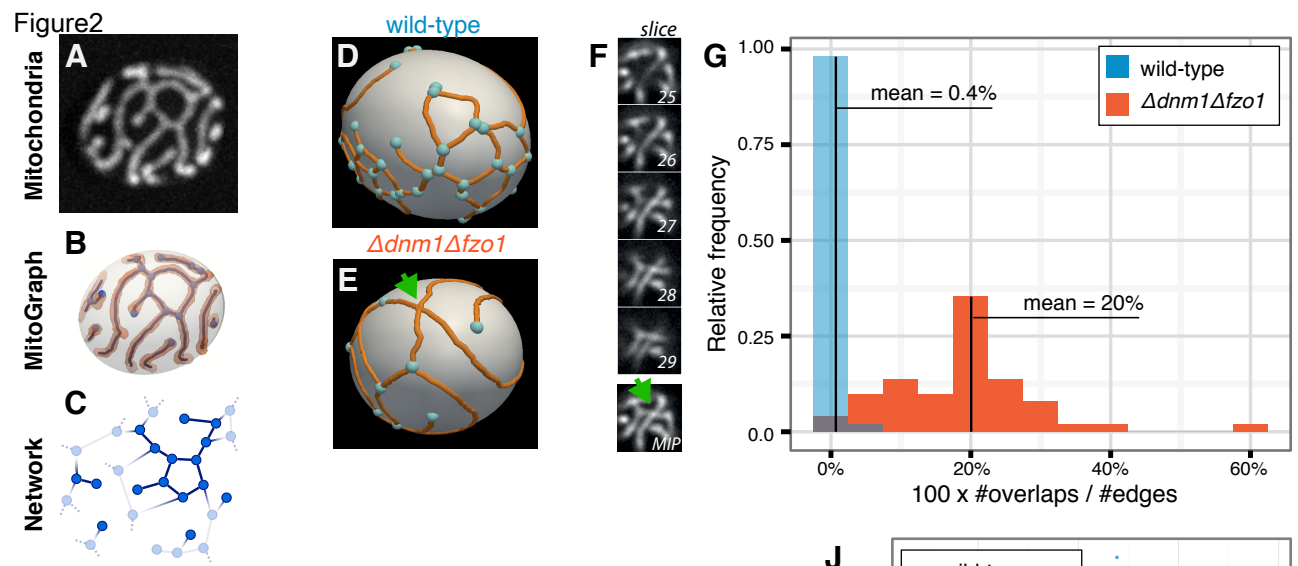 Figure2
A
Mitochondria
B
MitoGraph
C
Network
wild-type
D
Δdnm1Δfzo1
E
F
slice
25
26
27
28
29
MIP
G
wild-type
Δdnm1Δfzo1
mean = 0.4%
mean = 20%
Relative frequency
1.00
0.75
0.50
0.25
0.0
0%
20%
40%
60%
100 x #overlaps / #edges
J